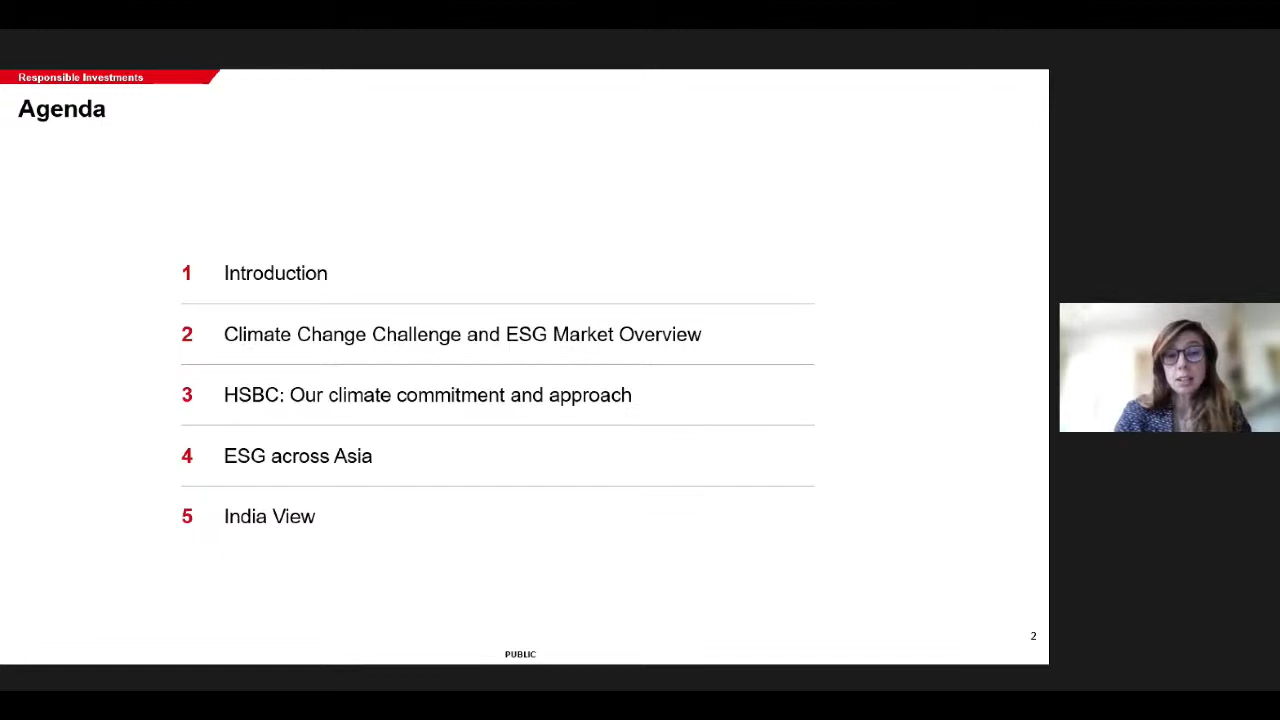 Responsible Investments
Agenda
1 Introduction
2 Climate Change Challenge and ESG Market Overview
3 HSBC: Our climate commitment and approach
4 ESG across Asia
5 India View
2
PUBLIC